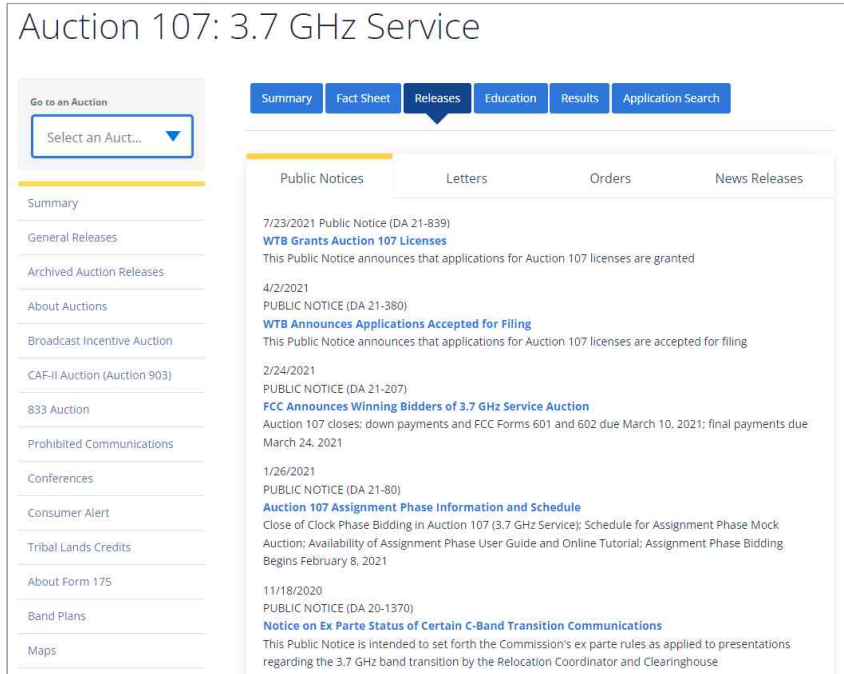 Auction 107: 3.7 GHz Service
Go to an Auction
Select an Auct...
Summary
General Releases
Archived Auction Releases
About Auctions
Broadcast Incentive Auction
CAF-II Auction (Auction 903)
833 Auction
Prohibited Communications
Conferences
Consumer Alert
Tribal Lands Credits
About Form 175
Band Plans
Maps
Summary Fact Sheet Releases Education Results Application Search
Public Notices Letters Orders News Releases
7/23/2021 Public Notice (DA 21-839)
WTB Grants Auction 107 Licenses
This Public Notice announces that applications for Auction 107 licenses are granted
4/2/2021
PUBLIC NOTICE (DA 21-380)
WTB Announces Applications Accepted for Filing
This Public Notice announces that applications for Auction 107 licenses are accepted for filing
2/24/2021
PUBLIC NOTICE (DA 21-207)
FCC Announces Winning Bidders of 3.7 GHz Service Auction
Auction 107 closes; down payments and FCC Forms 601 and 602 due March 10, 2021; final payments due
March 24, 2021
1/26/2021
PUBLIC NOTICE (DA 21-80)
Auction 107 Assignment Phase Information and Schedule
Close of Clock Phase Bidding in Auction 107 (3.7 GHz Service); Schedule for Assignment Phase Mock
Auction; Availability of Assignment Phase User Guide and Online Tutorial; Assignment Phase Bidding
Begins February 8, 2021
11/18/2020
PUBLIC NOTICE (DA 20-1370)
Notice on Ex Parte Status of Certain C-Band Transition Communications
This Public Notice is intended to set forth the Commission's ex parte rules as applied to presentations
regarding the 3.7 GHz band transition by the Relocation Coordinator and Clearinghouse